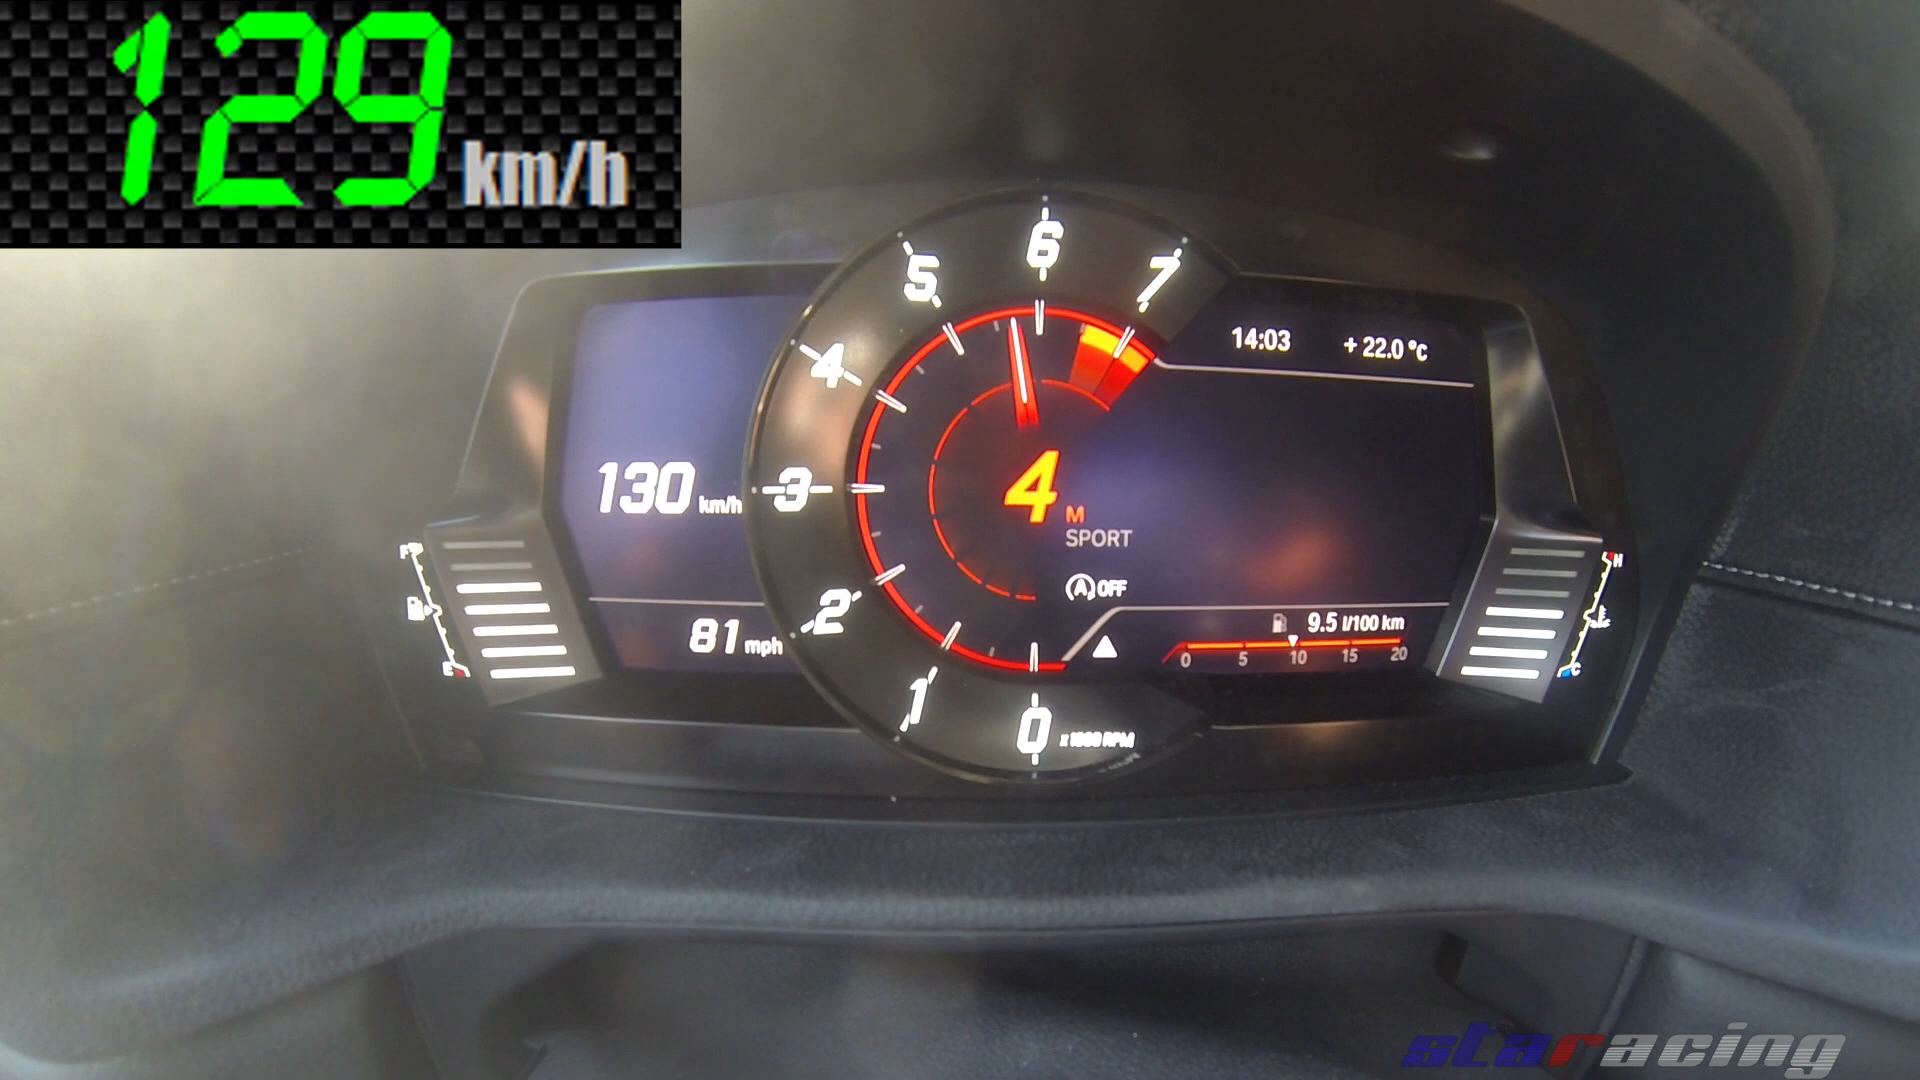 129 km/h
5 6 7
14:03 +22.0 °C
4
130 km/h
3
4
M
SPORT
(A) OFF
F
E
H
C
2
81 mph
9.5 l/100 km
0 5 10 15 20
1
0 x1000 RPM
staracing